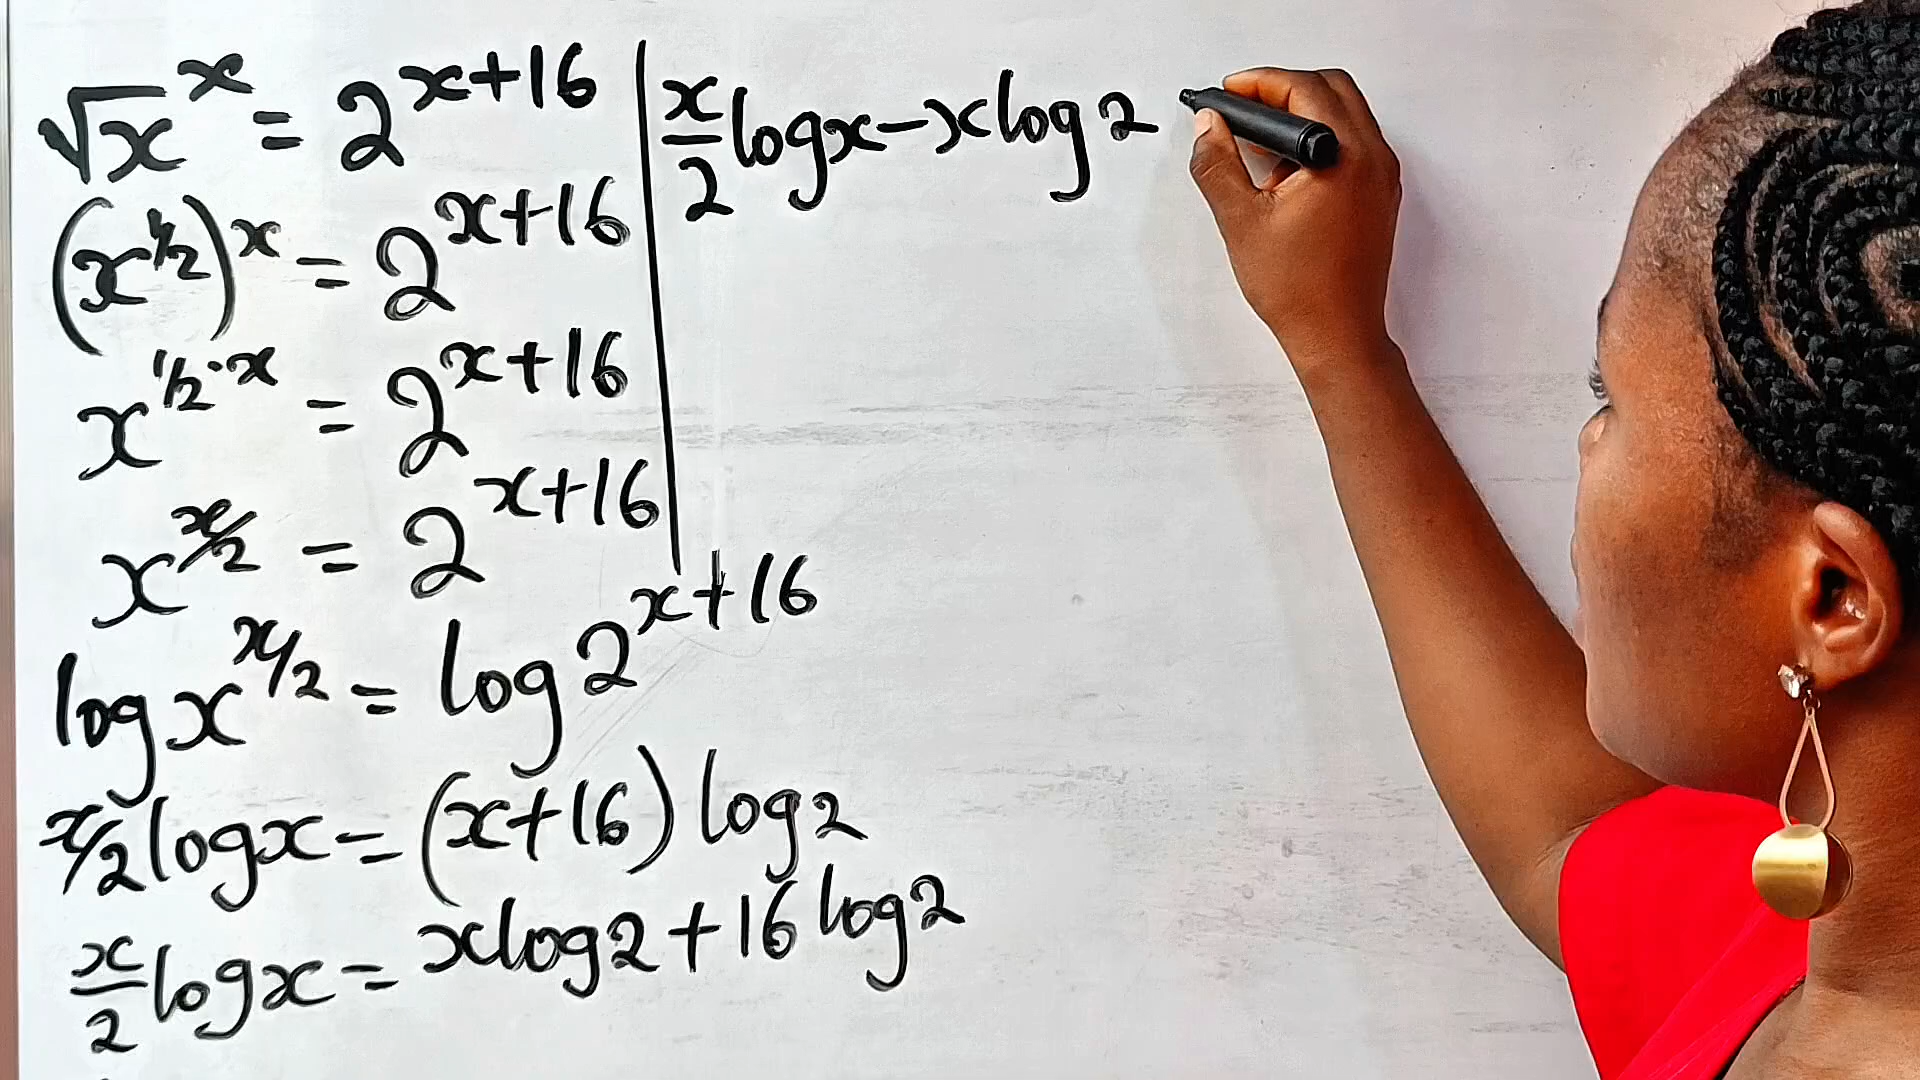 √x^x = 2^{x+16}
(x^{1/2})^x = 2^{x+16}
x^{1/2·x} = 2^{x+16}
x^{x/2} = 2^{x+16}
log x^{x/2} = log 2^{x+16}
x/2 log x = (x+16) log 2
x/2 log x = x log 2 + 16 log 2
x/2 log x - x log 2